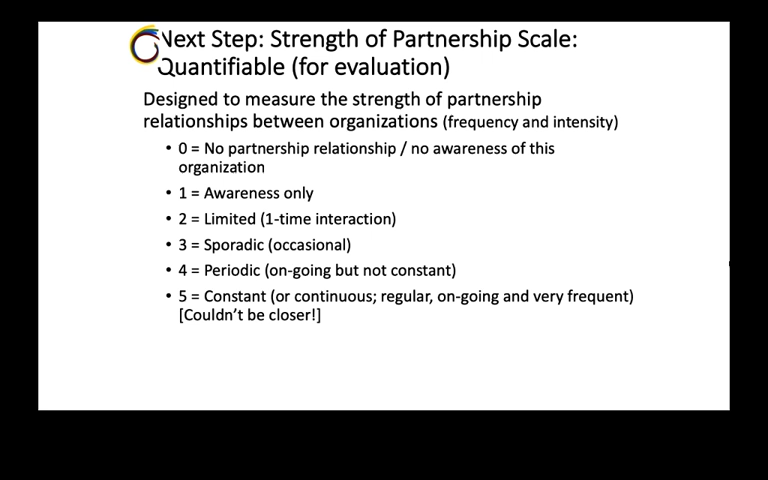 Next Step: Strength of Partnership Scale:
Quantifiable (for evaluation)
Designed to measure the strength of partnership
relationships between organizations (frequency and intensity)
• 0 = No partnership relationship / no awareness of this
organization
• 1 = Awareness only
• 2 = Limited (1-time interaction)
• 3 = Sporadic (occasional)
• 4 = Periodic (on-going but not constant)
• 5 = Constant (or continuous; regular, on-going and very frequent)
[Couldn't be closer!]